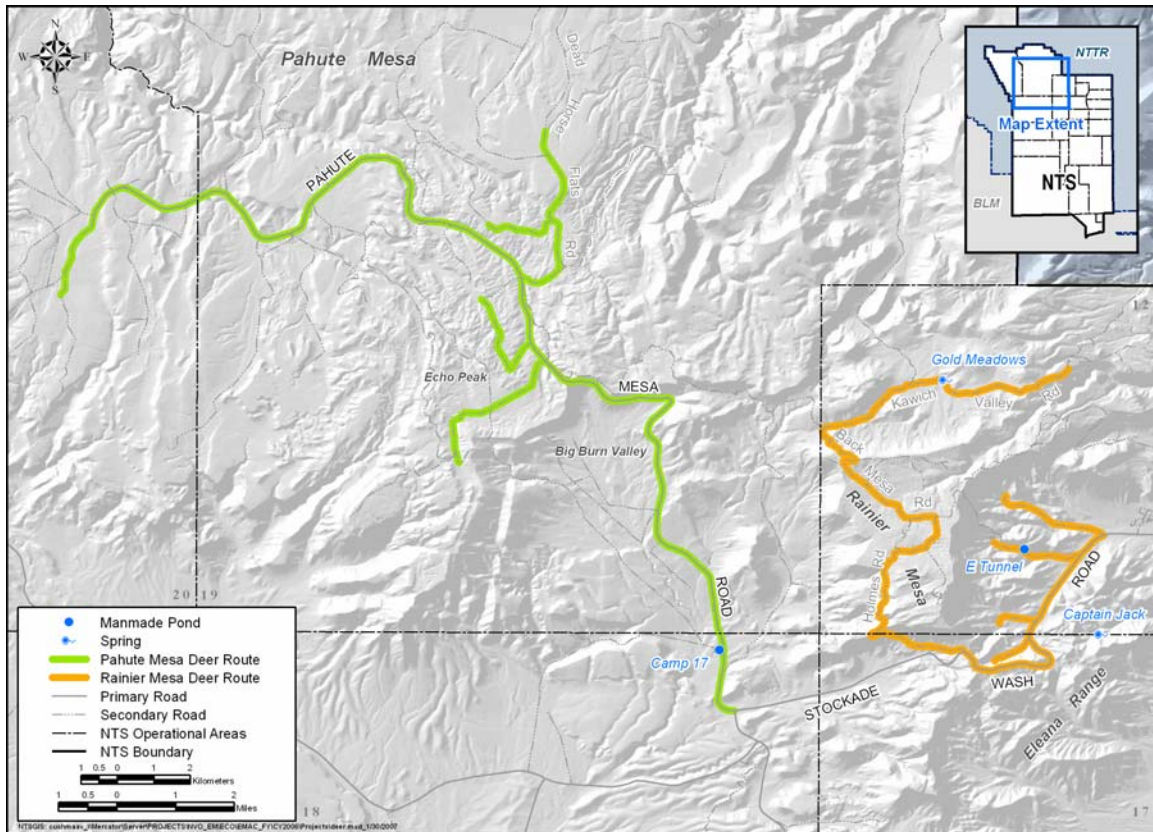 N
W E
S
Pahute Mesa
Dead
Horse
Flats
Rd
NTTR
Map Extent
NTS
BLM
PAHUTE
12
Gold Meadows
Kawich
Valley
Rd
Echo Peak
MESA
Big Burn Valley
Back
Mesa
Rd
Rainier
Mesa
Holmes Rd
E Tunnel
ROAD
Captain Jack
20 19
ROAD
Camp 17
STOCKADE
WASH
Eleana Range
Manmade Pond
Spring
Pahute Mesa Deer Route
Rainier Mesa Deer Route
Primary Road
Secondary Road
NTS Operational Areas
NTS Boundary
1 0.5 0 1 2
Kilometers
1 0.5 0 1 2
Miles
18
17